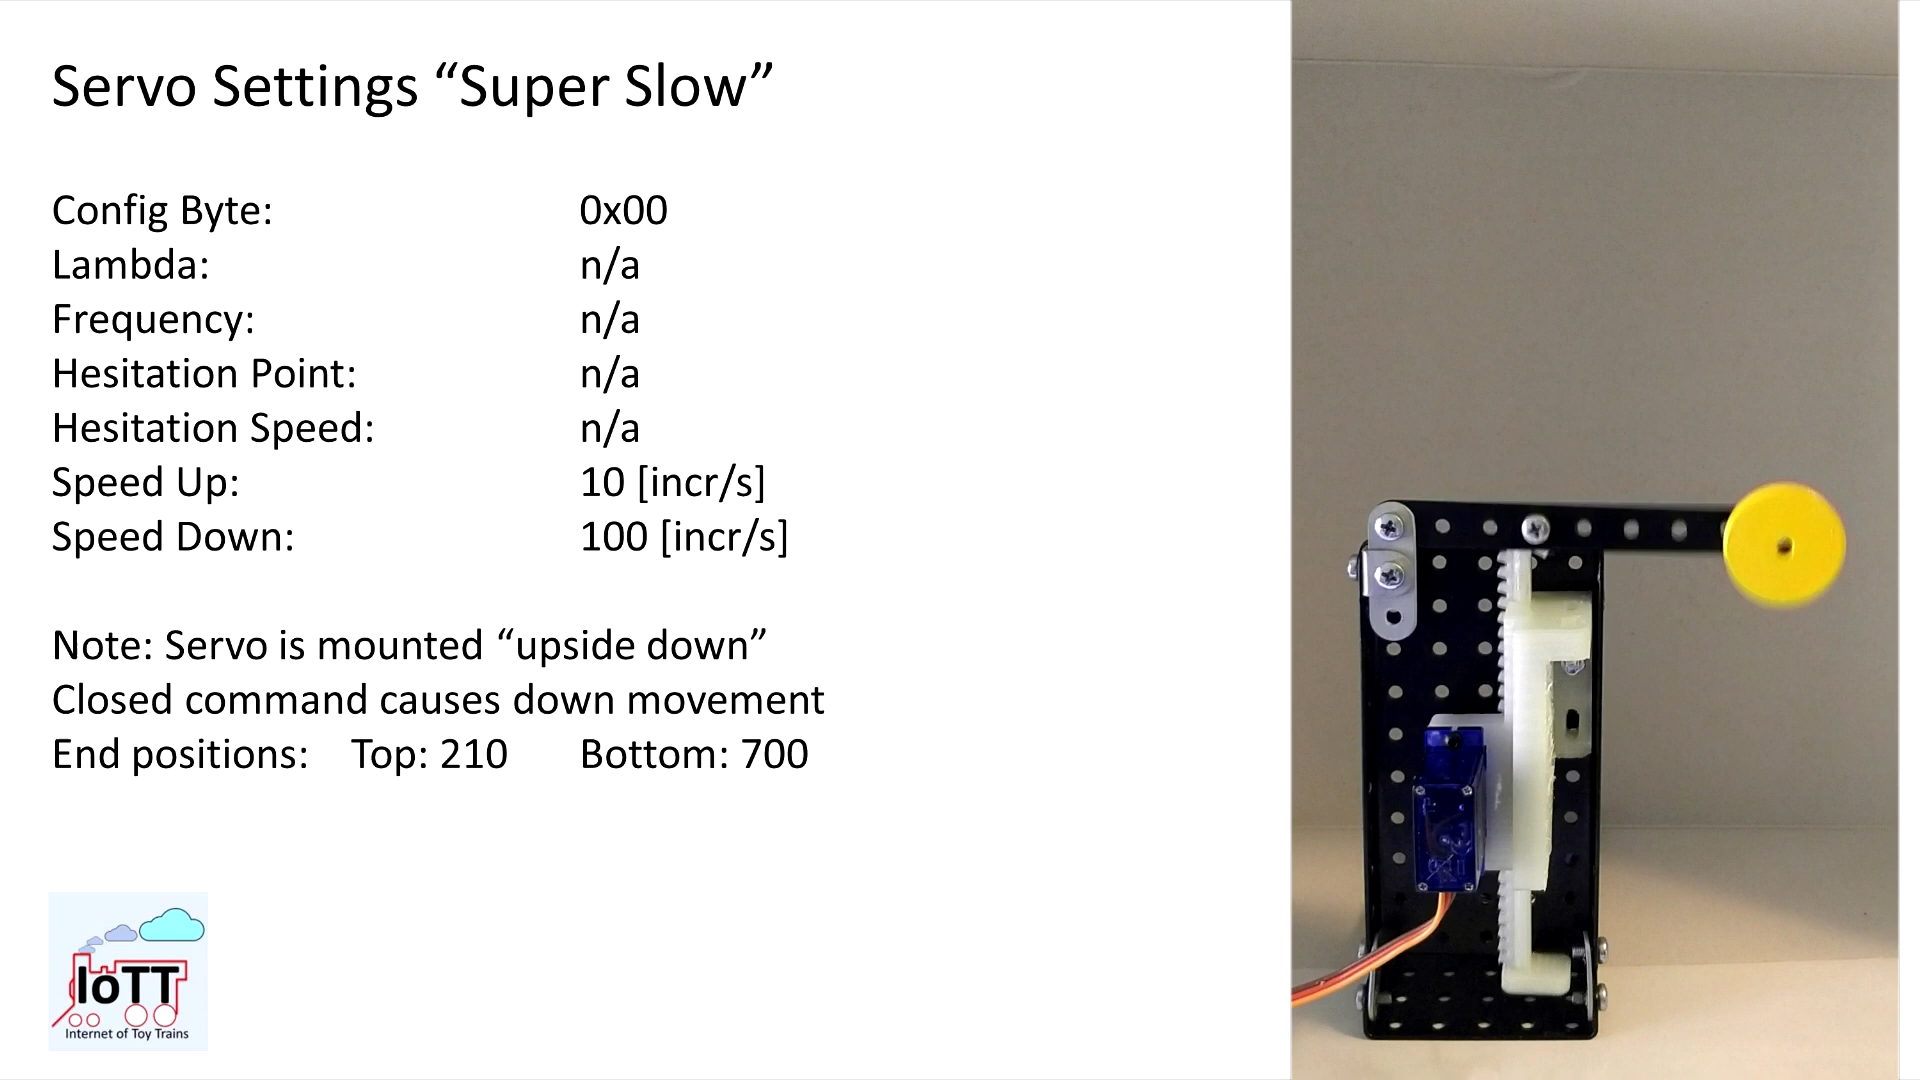 Servo Settings “Super Slow”
Config Byte: 0x00
Lambda: n/a
Frequency: n/a
Hesitation Point: n/a
Hesitation Speed: n/a
Speed Up: 10 [incr/s]
Speed Down: 100 [incr/s]
Note: Servo is mounted “upside down”
Closed command causes down movement
End positions: Top: 210 Bottom: 700
IoTT
Internet of Toy Trains